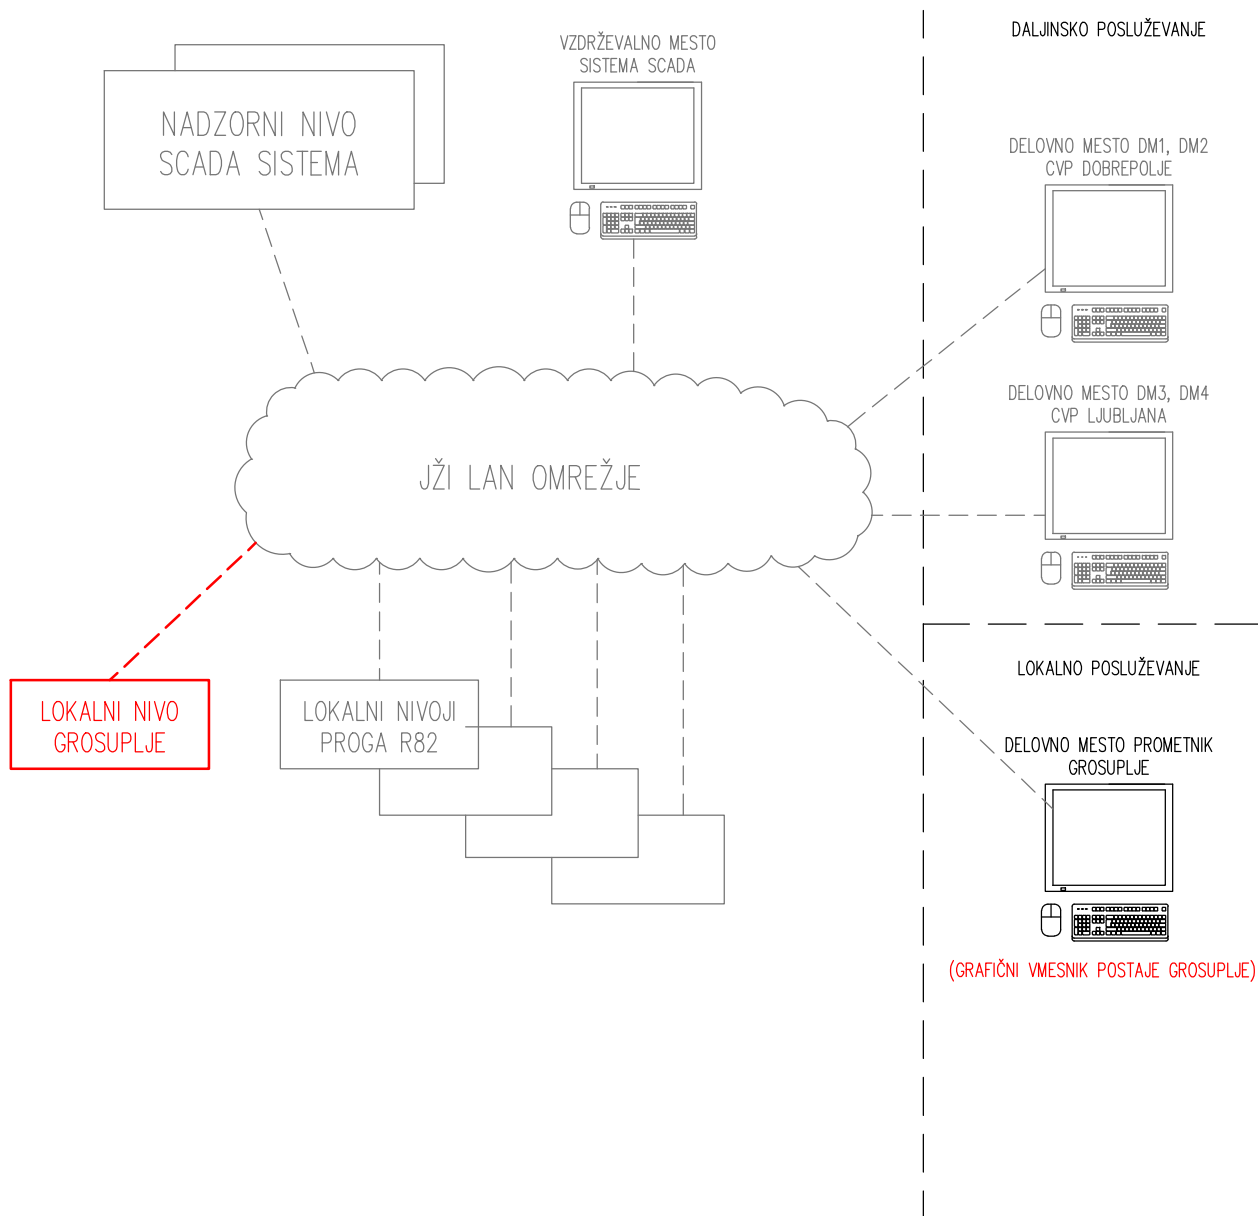 DALJINSKO POSLUŽEVANJE
VZDRŽEVALNO MESTO
SISTEMA SCADA
NADZORNI NIVO
SCADA SISTEMA
DELOVNO MESTO DM1, DM2
CVP DOBREPOLJE
DELOVNO MESTO DM3, DM4
CVP LJUBLJANA
JŽI LAN OMREŽJE
LOKALNO POSLUŽEVANJE
LOKALNI NIVO
GROSUPLJE
LOKALNI NIVOJI
PROGA R82
DELOVNO MESTO PROMETNIK
GROSUPLJE
(GRAFIČNI VMESNIK POSTAJE GROSUPLJE)